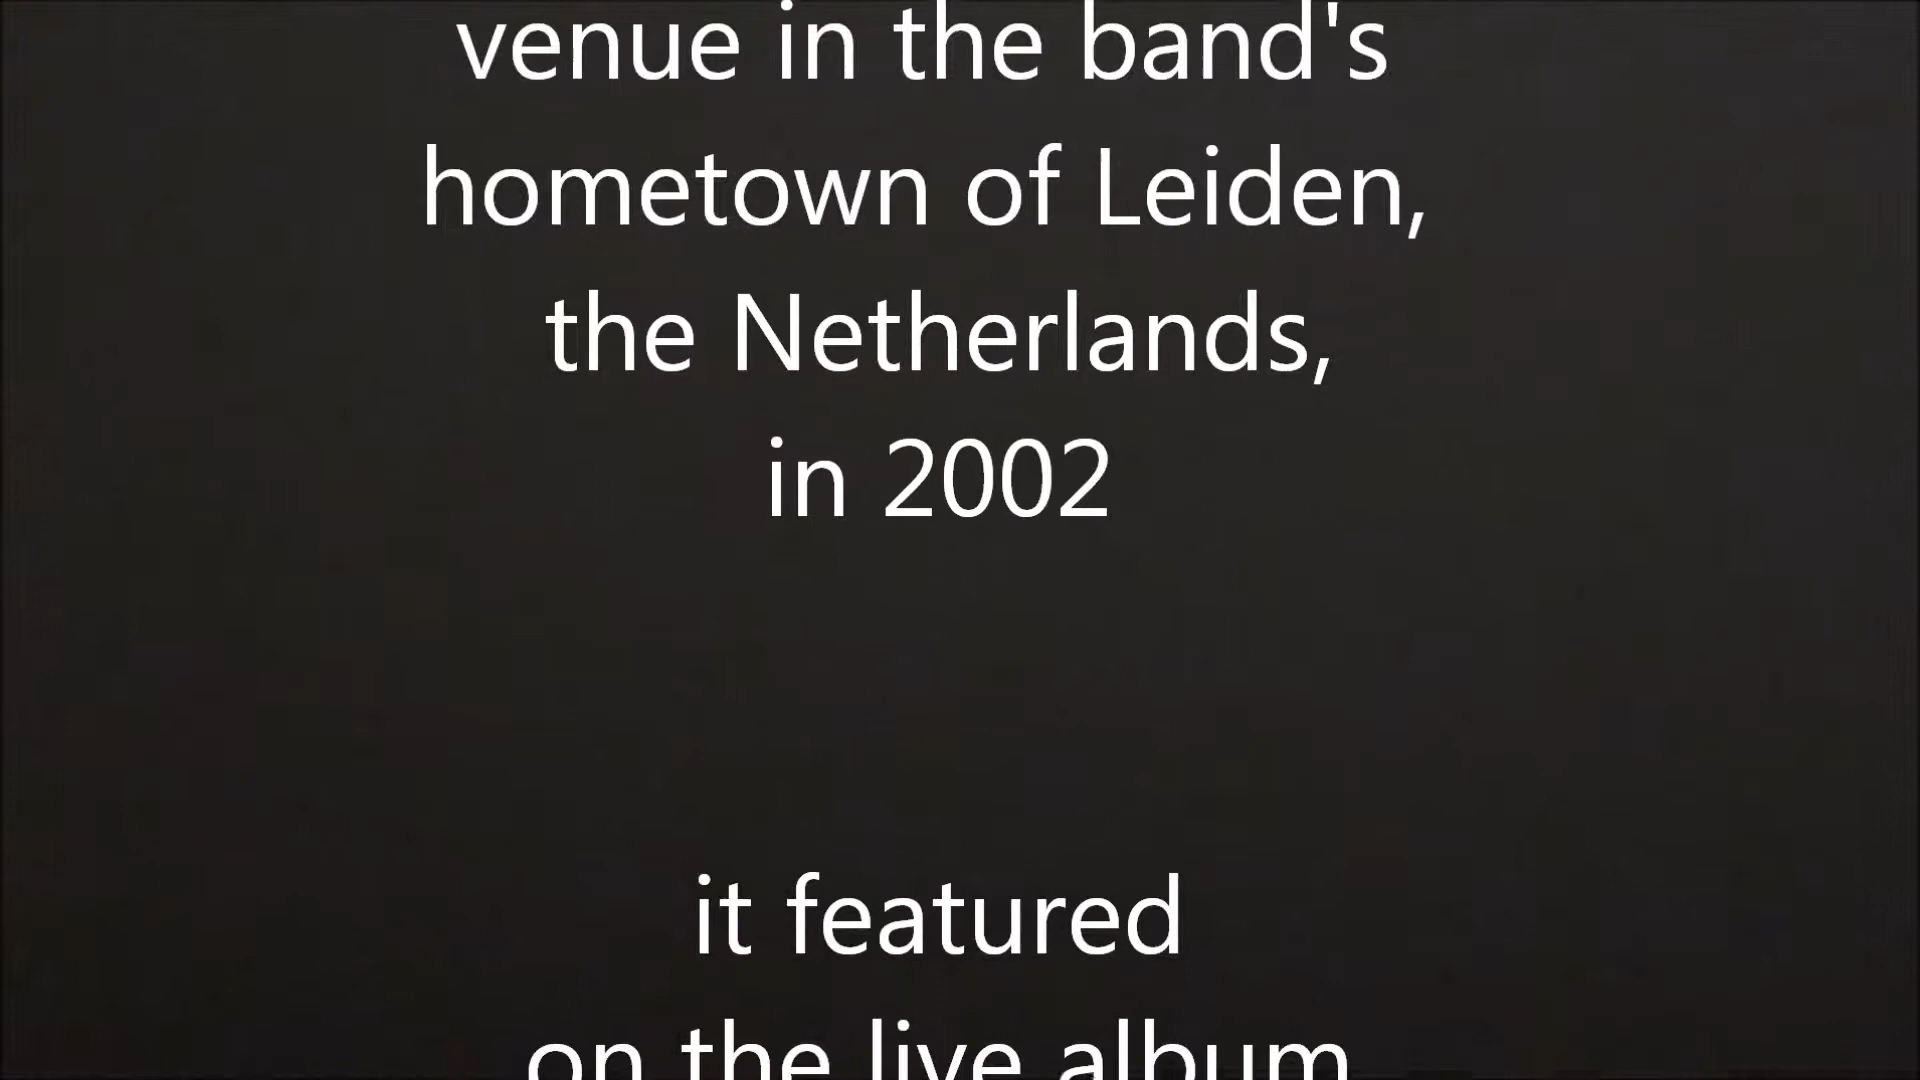 venue in the band's
hometown of Leiden,
the Netherlands,
in 2002
it featured
on the live album